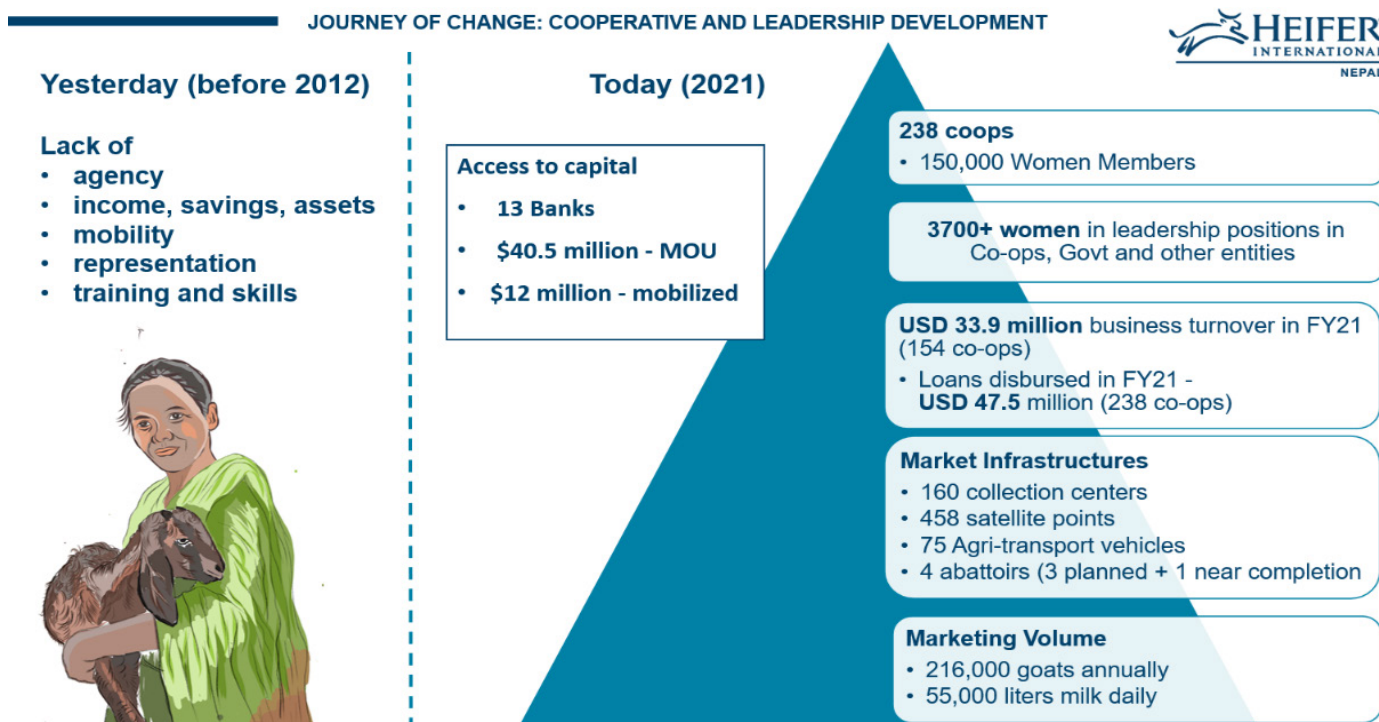 JOURNEY OF CHANGE: COOPERATIVE AND LEADERSHIP DEVELOPMENT
HEIFER
INTERNATIONAL
NEPAL
Yesterday (before 2012)
Lack of
• agency
• income, savings, assets
• mobility
• representation
• training and skills
Today (2021)
Access to capital
• 13 Banks
• $40.5 million - MOU
• $12 million - mobilized
238 coops
• 150,000 Women Members
3700+ women in leadership positions in
Co-ops, Govt and other entities
USD 33.9 million business turnover in FY21
(154 co-ops)
• Loans disbursed in FY21 -
USD 47.5 million (238 co-ops)
Market Infrastructures
• 160 collection centers
• 458 satellite points
• 75 Agri-transport vehicles
• 4 abattoirs (3 planned + 1 near completion
Marketing Volume
• 216,000 goats annually
• 55,000 liters milk daily